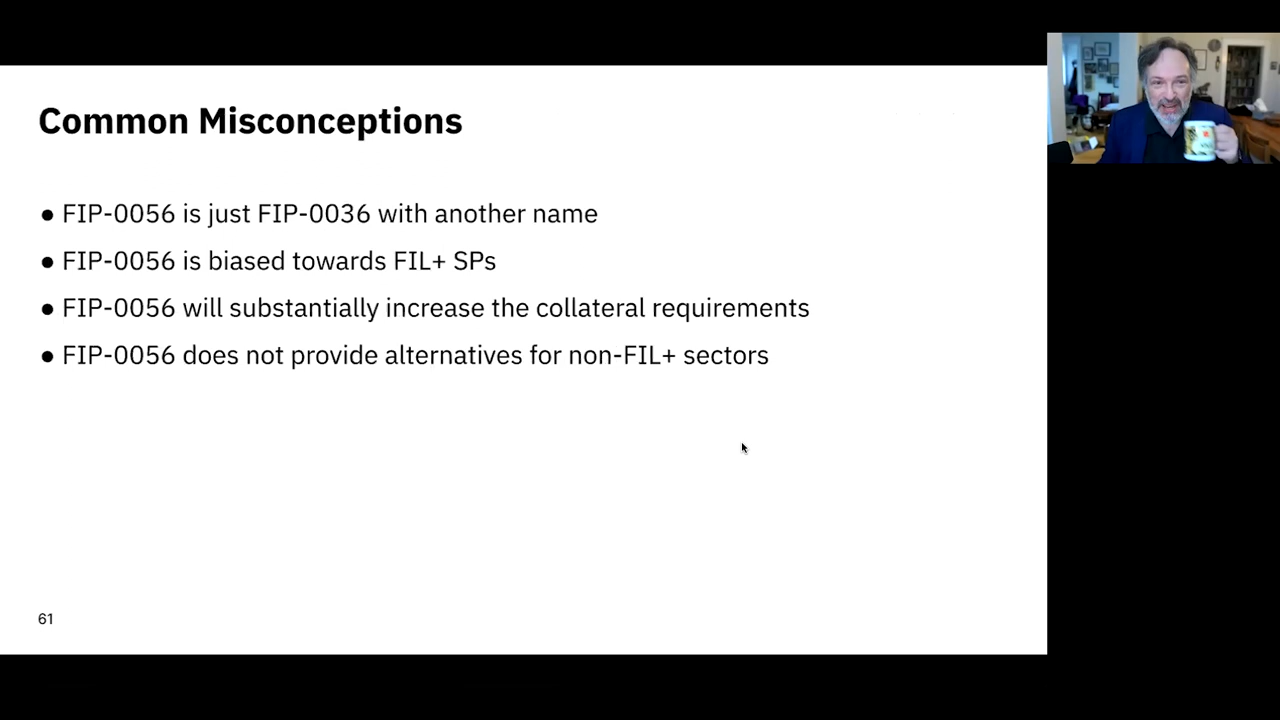 Common Misconceptions
● FIP-0056 is just FIP-0036 with another name
● FIP-0056 is biased towards FIL+ SPs
● FIP-0056 will substantially increase the collateral requirements
● FIP-0056 does not provide alternatives for non-FIL+ sectors
61